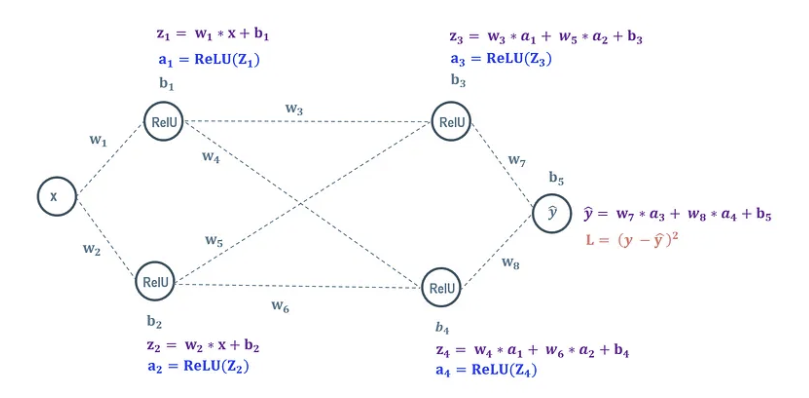 z₁ = w₁ * x + b₁
a₁ = ReLU(Z₁)
b₁
z₃ = w₃ * a₁ + w₅ * a₂ + b₃
a₃ = ReLU(Z₃)
b₃
RelU
w₃
RelU
w₁
w₄
w₇
x
b₅
ŷ
ŷ = w₇ * a₃ + w₈ * a₄ + b₅
L = (y − ŷ)²
w₂
w₅
w₈
RelU
w₆
RelU
b₂
z₂ = w₂ * x + b₂
a₂ = ReLU(Z₂)
b₄
z₄ = w₄ * a₁ + w₆ * a₂ + b₄
a₄ = ReLU(Z₄)